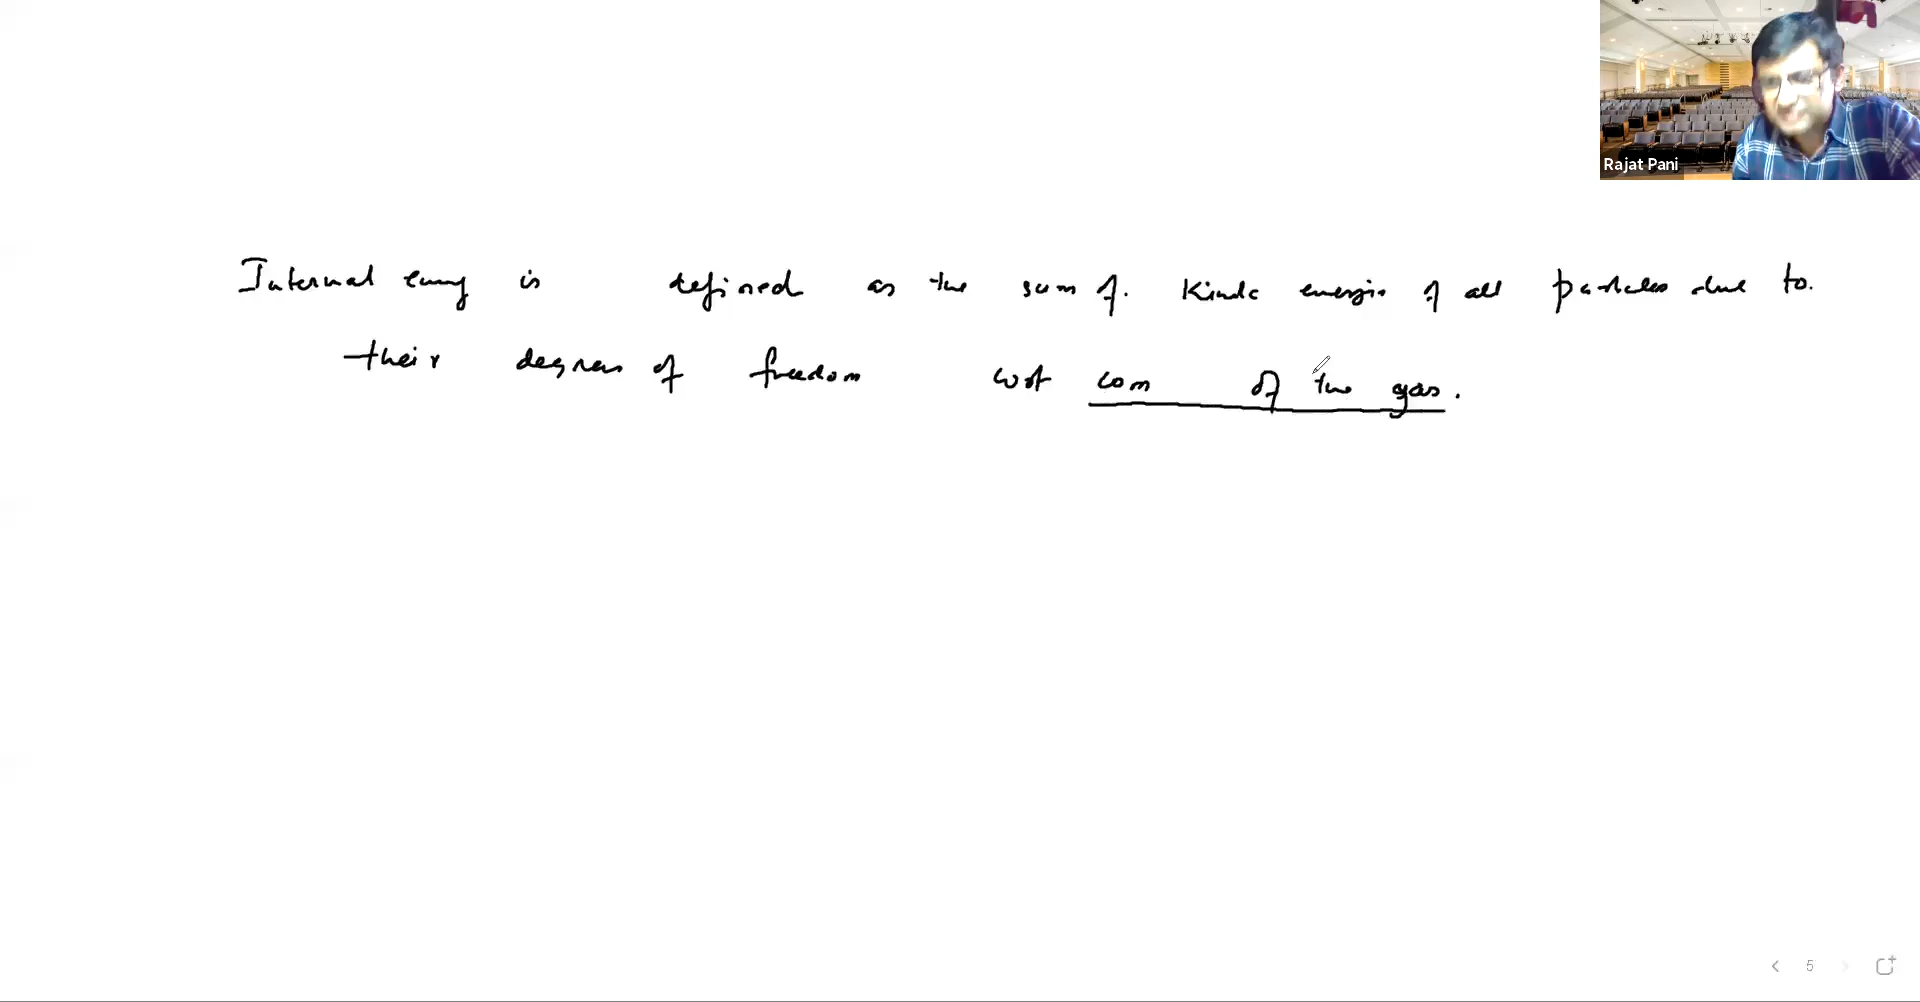 Rajat Pani
Internal energy is defined as the sum of. Kinetic energies of all particles due to.
their degrees of freedom wrt com of the gas.
5